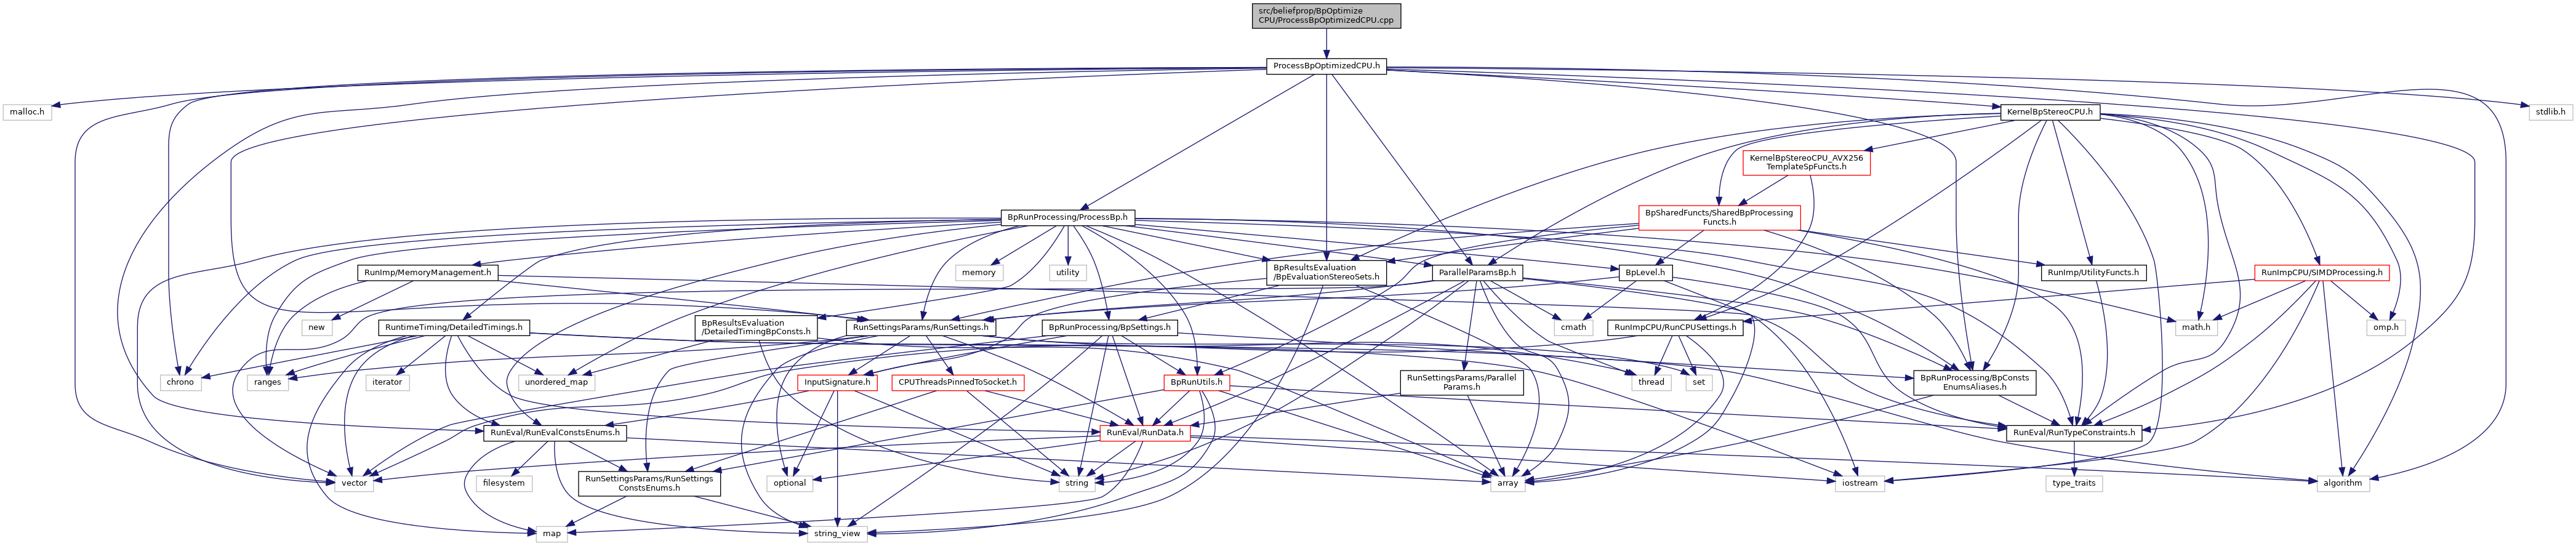 src/beliefprop/BpOptimize
CPU/ProcessBpOptimizedCPU.cpp
ProcessBpOptimizedCPU.h
malloc.h
KernelBpStereoCPU.h
stdlib.h
KernelBpStereoCPU_AVX256
TemplateSpFuncts.h
BpRunProcessing/ProcessBp.h
BpSharedFuncts/SharedBpProcessing
Functs.h
RunImp/MemoryManagement.h
memory
utility
BpResultsEvaluation
/BpEvaluationStereoSets.h
ParallelParamsBp.h
BpLevel.h
RunImp/UtilityFuncts.h
RunImpCPU/SIMDProcessing.h
new
RuntimeTiming/DetailedTimings.h
BpResultsEvaluation
/DetailedTimingBpConsts.h
RunSettingsParams/RunSettings.h
BpRunProcessing/BpSettings.h
cmath
RunImpCPU/RunCPUSettings.h
math.h
omp.h
chrono
ranges
iterator
unordered_map
InputSignature.h
CPUThreadsPinnedToSocket.h
BpRunUtils.h
RunSettingsParams/Parallel
Params.h
thread
set
BpRunProcessing/BpConsts
EnumsAliases.h
RunEval/RunEvalConstsEnums.h
RunEval/RunData.h
RunEval/RunTypeConstraints.h
vector
filesystem
RunSettingsParams/RunSettings
ConstsEnums.h
optional
string
array
iostream
type_traits
algorithm
map
string_view